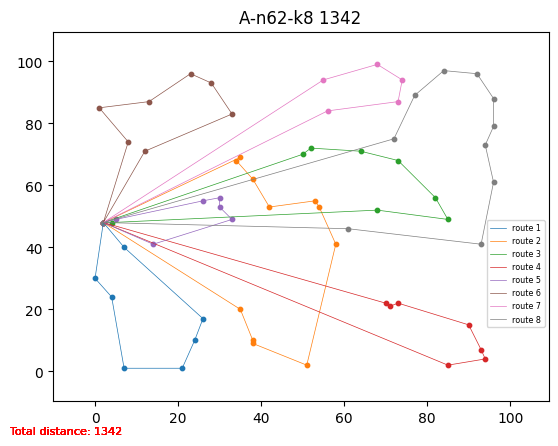 A-n62-k8 1342
100
80
60
40
20
0
0 20 40 60 80 100
route 1
route 2
route 3
route 4
route 5
route 6
route 7
route 8
Total distance: 1342